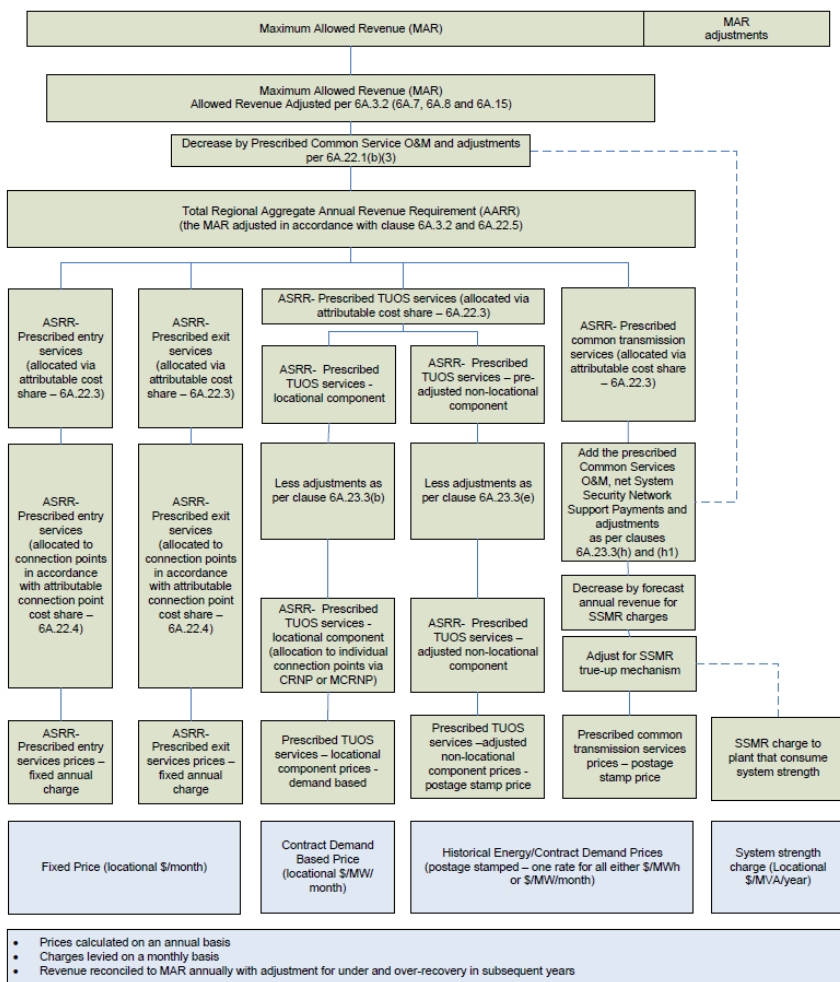 Maximum Allowed Revenue (MAR)
MAR
adjustments
Maximum Allowed Revenue (MAR)
Allowed Revenue Adjusted per 6A.3.2 (6A.7, 6A.8 and 6A.15)
Decrease by Prescribed Common Service O&M and adjustments
per 6A.22.1(b)(3)
Total Regional Aggregate Annual Revenue Requirement (AARR)
(the MAR adjusted in accordance with clause 6A.3.2 and 6A.22.5)
ASRR-
Prescribed entry
services
(allocated via
attributable cost
share – 6A.22.3)
ASRR-
Prescribed exit
services
(allocated via
attributable cost
share – 6A.22.3)
ASRR- Prescribed TUOS services (allocated via
attributable cost share – 6A.22.3)
ASRR- Prescribed
common transmission
services (allocated via
attributable cost share
– 6A.22.3)
ASRR- Prescribed
TUOS services -
locational component
ASRR- Prescribed
TUOS services – pre-
adjusted non-locational
component
ASRR-
Prescribed entry
services
(allocated to
connection points
in accordance
with attributable
connection point
cost share –
6A.22.4)
ASRR-
Prescribed exit
services
(allocated to
connection points
in accordance
with attributable
connection point
cost share –
6A.22.4)
Less adjustments as
per clause 6A.23.3(b)
Less adjustments as
per clause 6A.23.3(e)
Add the prescribed
Common Services
O&M, net System
Security Network
Support Payments and
adjustments
as per clauses
6A.23.3(h) and (h1)
Decrease by forecast
annual revenue for
SSMR charges
ASRR- Prescribed
TUOS services -
locational component
(allocation to individual
connection points via
CRNP or MCRNP)
ASRR- Prescribed
TUOS services –
adjusted non-locational
component
Adjust for SSMR
true-up mechanism
ASRR-
Prescribed entry
services prices –
fixed annual
charge
ASRR-
Prescribed exit
services prices –
fixed annual
charge
Prescribed TUOS
services – locational
component prices -
demand based
Prescribed TUOS
services –adjusted
non-locational
component prices -
postage stamp price
Prescribed common
transmission services
prices – postage
stamp price
SSMR charge to
plant that consume
system strength
Fixed Price (locational $/month)
Contract Demand
Based Price
(locational $/MW/
month)
Historical Energy/Contract Demand Prices
(postage stamped – one rate for all either $/MWh
or $/MW/month)
System strength
charge (Locational
$/MVA/year)
• Prices calculated on an annual basis
• Charges levied on a monthly basis
• Revenue reconciled to MAR annually with adjustment for under and over-recovery in subsequent years